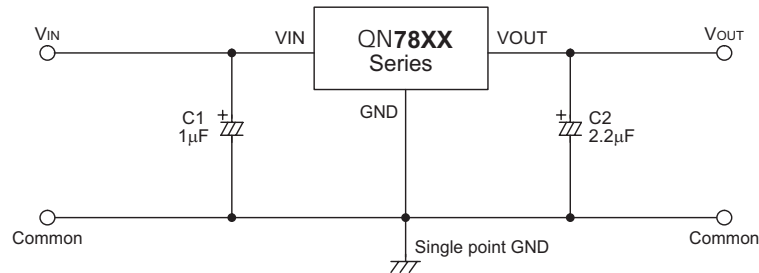 VIN
VIN
QN78XX
VOUT
VOUT
Series
GND
+
C1
1μF
+
C2
2.2μF
Common
Single point GND
Common